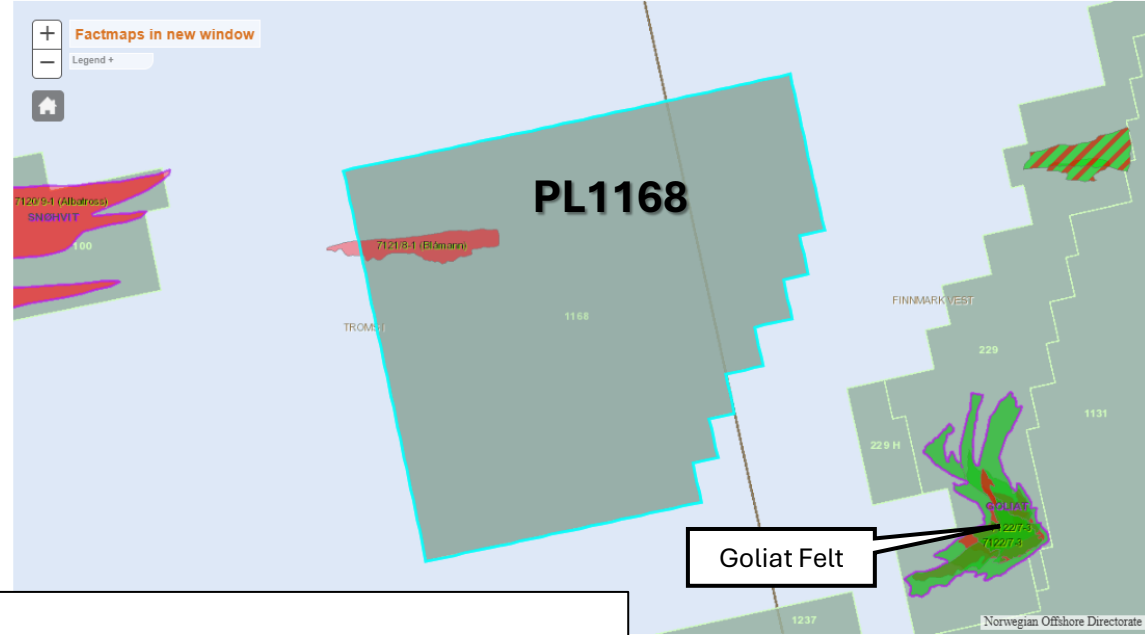 +
Factmaps in new window
−
Legend +
PL1168
7120/9-1 (Albatross)
SNØHVIT
100
7121/8-1 (Blåmann)
1168
TROMS I
FINNMARK VEST
229
1131
229 H
GOLIAT
7122/7-3
Goliat Felt
1237
Norwegian Offshore Directorate